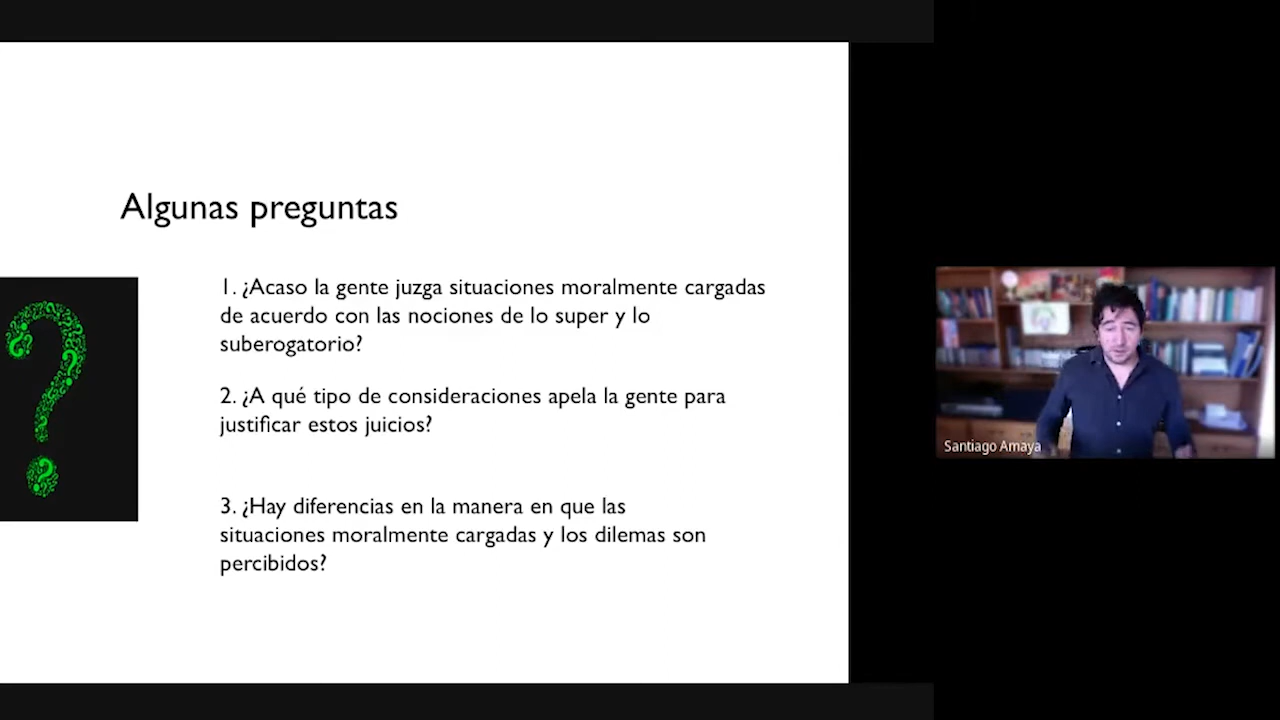 Algunas preguntas
1. ¿Acaso la gente juzga situaciones moralmente cargadas
de acuerdo con las nociones de lo super y lo
suberogatorio?
2. ¿A qué tipo de consideraciones apela la gente para
justificar estos juicios?
3. ¿Hay diferencias en la manera en que las
situaciones moralmente cargadas y los dilemas son
percibidos?
Santiago Amaya